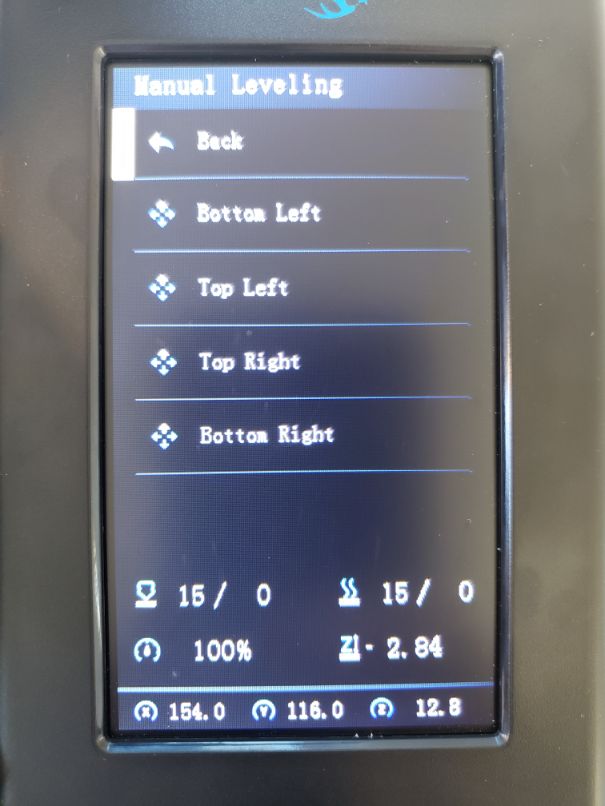 Manual Leveling
Back
Bottom Left
Top Left
Top Right
Bottom Right
15 / 0 15 / 0
100% Z - 2.84
X 154.0 Y 116.0 Z 12.8